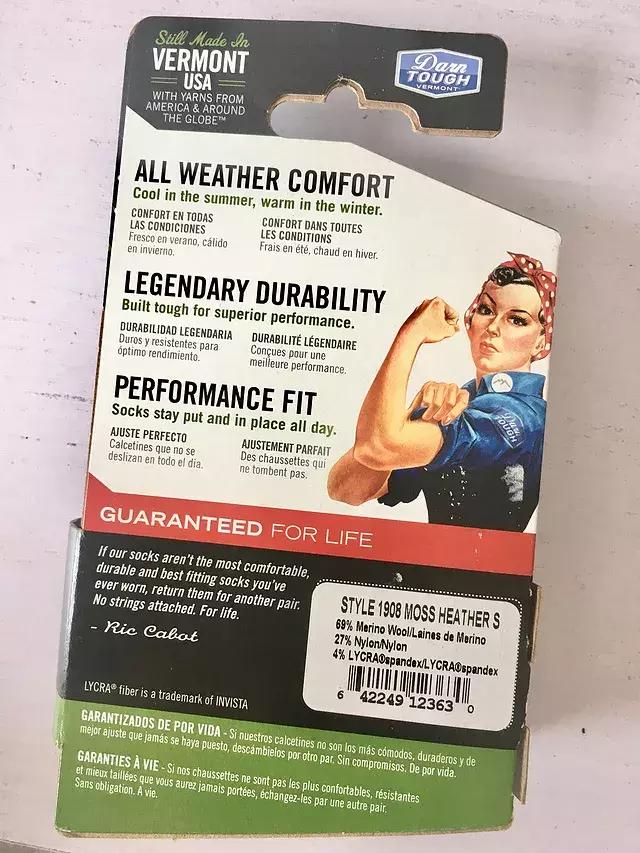 Still Made In
VERMONT
USA
WITH YARNS FROM
AMERICA & AROUND
THE GLOBE™
Darn
TOUGH
VERMONT
ALL WEATHER COMFORT
Cool in the summer, warm in the winter.
CONFORT EN TODAS
LAS CONDICIONES
Fresco en verano, cálido
en invierno.
CONFORT DANS TOUTES
LES CONDITIONS
Frais en été, chaud en hiver.
LEGENDARY DURABILITY
Built tough for superior performance.
DURABILIDAD LEGENDARIA
Duros y resistentes para
óptimo rendimiento.
DURABILITÉ LÉGENDAIRE
Conçues pour une
meilleure performance.
PERFORMANCE FIT
Socks stay put and in place all day.
AJUSTE PERFECTO
Calcetines que no se
deslizan en todo el dia.
AJUSTEMENT PARFAIT
Des chaussettes qui
ne tombent pas.
Darn
TOUGH
GUARANTEED FOR LIFE
If our socks aren't the most comfortable,
durable and best fitting socks you've
ever worn, return them for another pair.
No strings attached. For life.
- Ric Cabot
STYLE 1908 MOSS HEATHER S
69% Merino Wool/Laines de Merino
27% Nylon/Nylon
4% LYCRA®spandex/LYCRA®spandex
6 42249 12363 0
LYCRA® fiber is a trademark of INVISTA
GARANTIZADOS DE POR VIDA - Si nuestros calcetines no son los más cómodos, duraderos y de
mejor ajuste que jamás se haya puesto, descámbielos por otro par. Sin compromisos. De por vida.
GARANTIES À VIE - Si nos chaussettes ne sont pas les plus confortables, résistantes
et mieux taillées que vous aurez jamais portées, échangez-les par une autre pair.
Sans obligation. A vie.